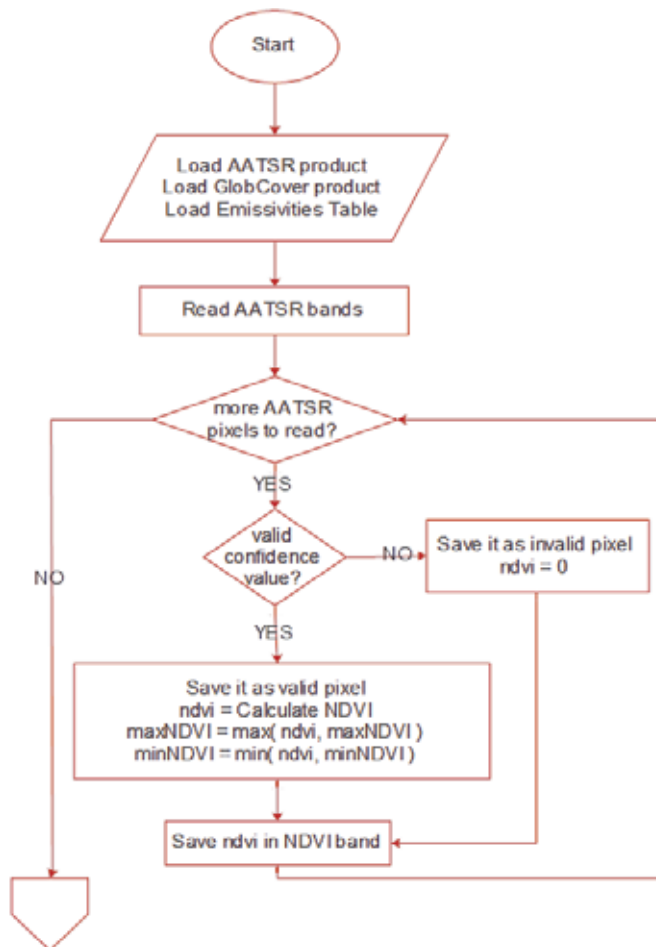 Start
Load AATSR product
Load GlobCover product
Load Emissivities Table
Read AATSR bands
more AATSR
pixels to read?
YES
valid
confidence
value?
NO
Save it as invalid pixel
ndvi = 0
NO
YES
Save it as valid pixel
ndvi = Calculate NDVI
maxNDVI = max( ndvi, maxNDVI )
minNDVI = min( ndvi, minNDVI )
Save ndvi in NDVI band